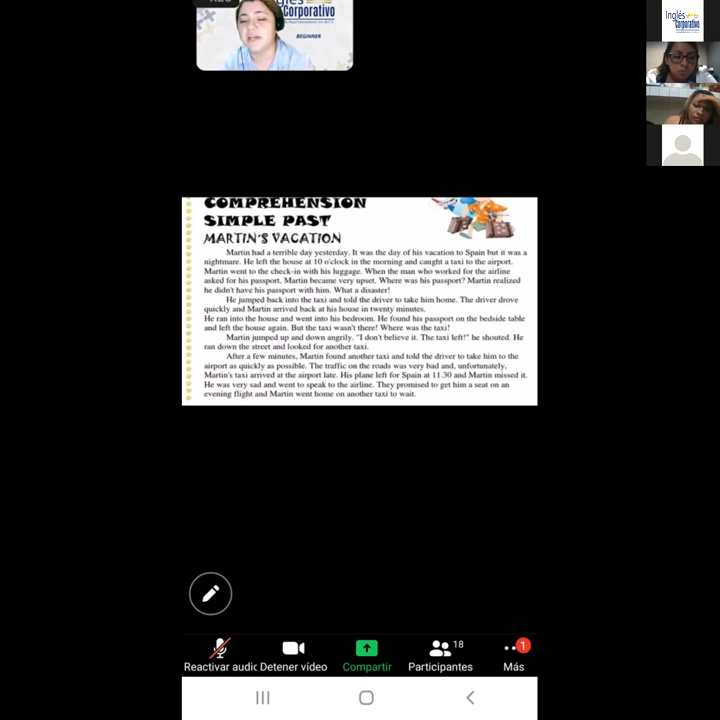 Inglés
Corporativo
BEGINNER
Inglés
Corporativo
COMPREHENSION
SIMPLE PAST
MARTIN'S VACATION
Martin had a terrible day yesterday. It was the day of his vacation to Spain but it was a
nightmare. He left the house at 10 o'clock in the morning and caught a taxi to the airport.
Martin went to the check-in with his luggage. When the man who worked for the airline
asked for his passport, Martin became very upset. Where was his passport? Martin realized
he didn't have his passport with him. What a disaster!
He jumped back into the taxi and told the driver to take him home. The driver drove
quickly and Martin arrived back at his house in twenty minutes.
He ran into the house and went into his bedroom. He found his passport on the bedside table
and left the house again. But the taxi wasn't there! Where was the taxi!
Martin jumped up and down angrily. "I don't believe it. The taxi left!" he shouted. He
ran down the street and looked for another taxi.
After a few minutes, Martin found another taxi and told the driver to take him to the
airport as quickly as possible. The traffic on the roads was very bad and, unfortunately,
Martin's taxi arrived at the airport late. His plane left for Spain at 11.30 and Martin missed it.
He was very sad and went to speak to the airline. They promised to get him a seat on an
evening flight and Martin went home on another taxi to wait.
18
1
Reactivar audio Detener vídeo Compartir Participantes Más